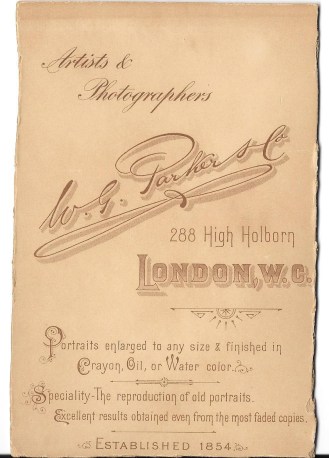 Artists &
Photographers
W. G. Parker & Co
288 High Holborn
LONDON, W.C.
Portraits enlarged to any size & finished in
Crayon, Oil, or Water color.
Speciality-The reproduction of old portraits.
Excellent results obtained even from the most faded copies.
ESTABLISHED 1854